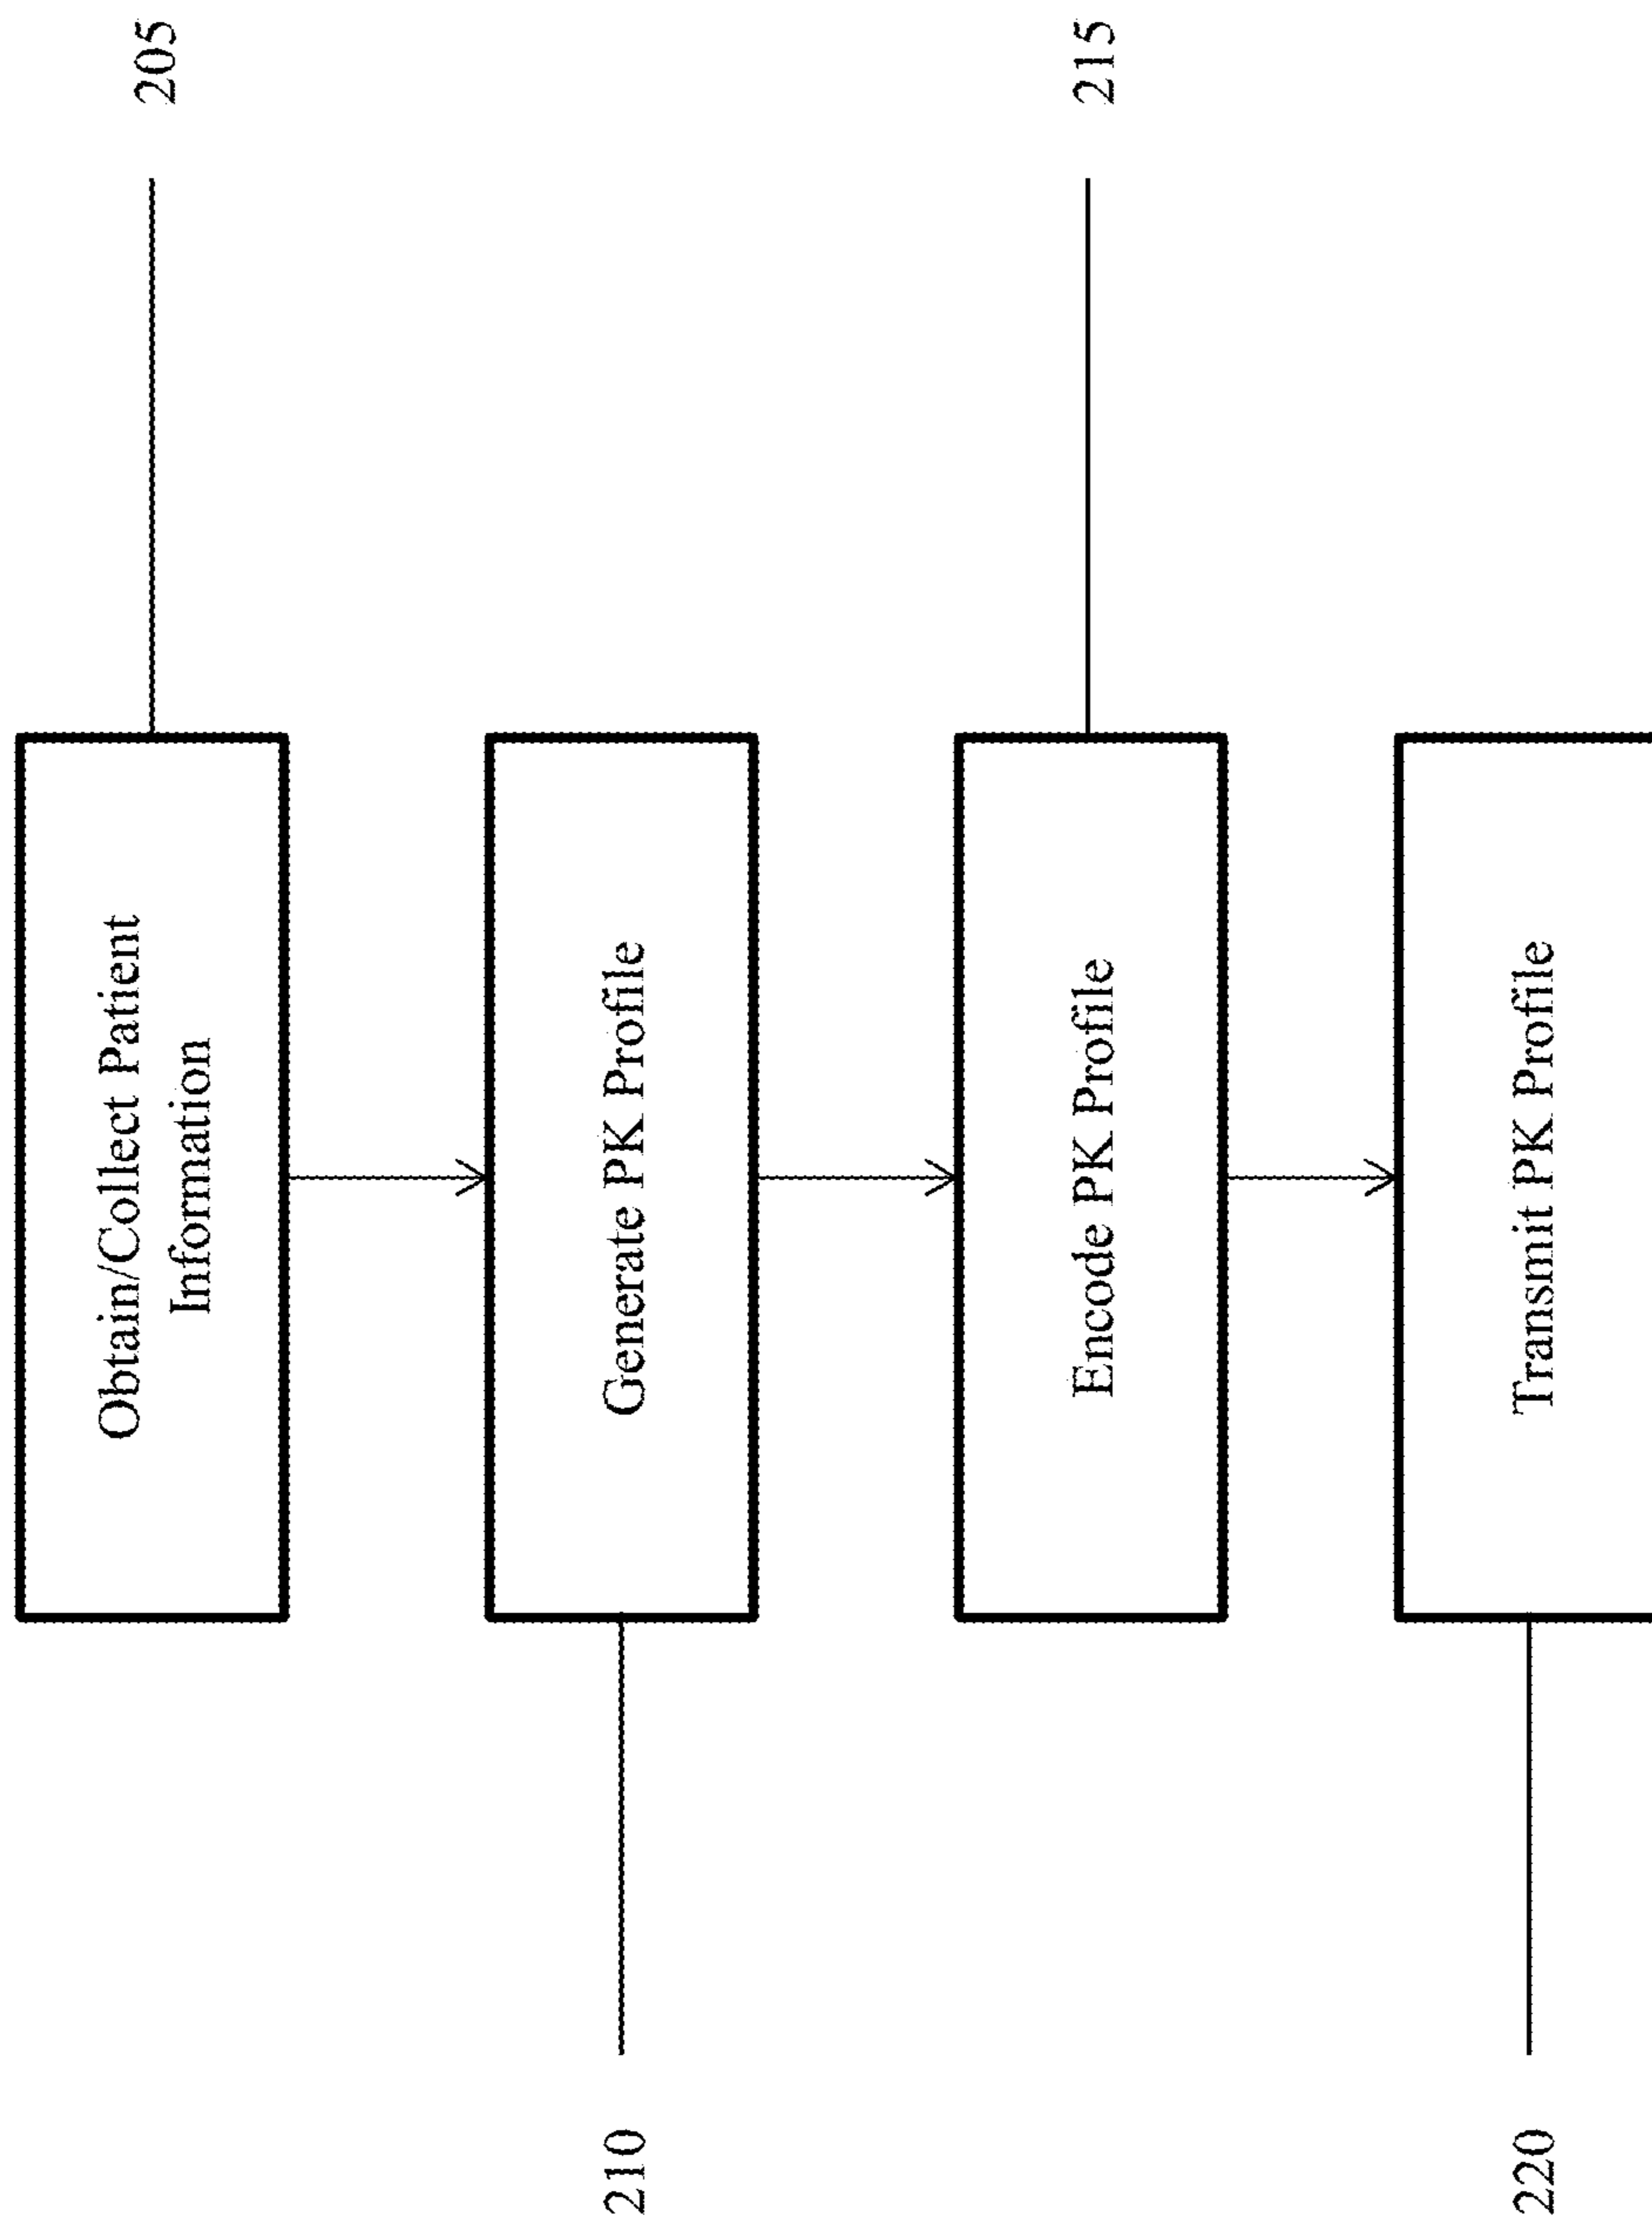 Obtain/Collect Patient
Information
205
Generate PK Profile
210
Encode PK Profile
215
Transmit PK Profile
220